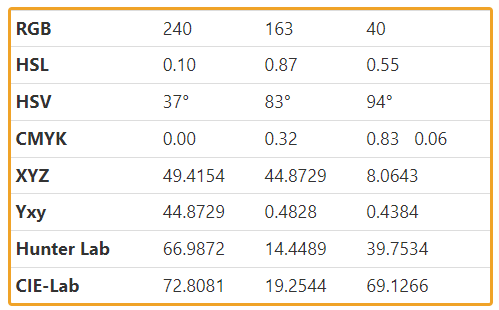 RGB 240 163 40
HSL 0.10 0.87 0.55
HSV 37° 83° 94°
CMYK 0.00 0.32 0.83 0.06
XYZ 49.4154 44.8729 8.0643
Yxy 44.8729 0.4828 0.4384
Hunter Lab 66.9872 14.4489 39.7534
CIE-Lab 72.8081 19.2544 69.1266